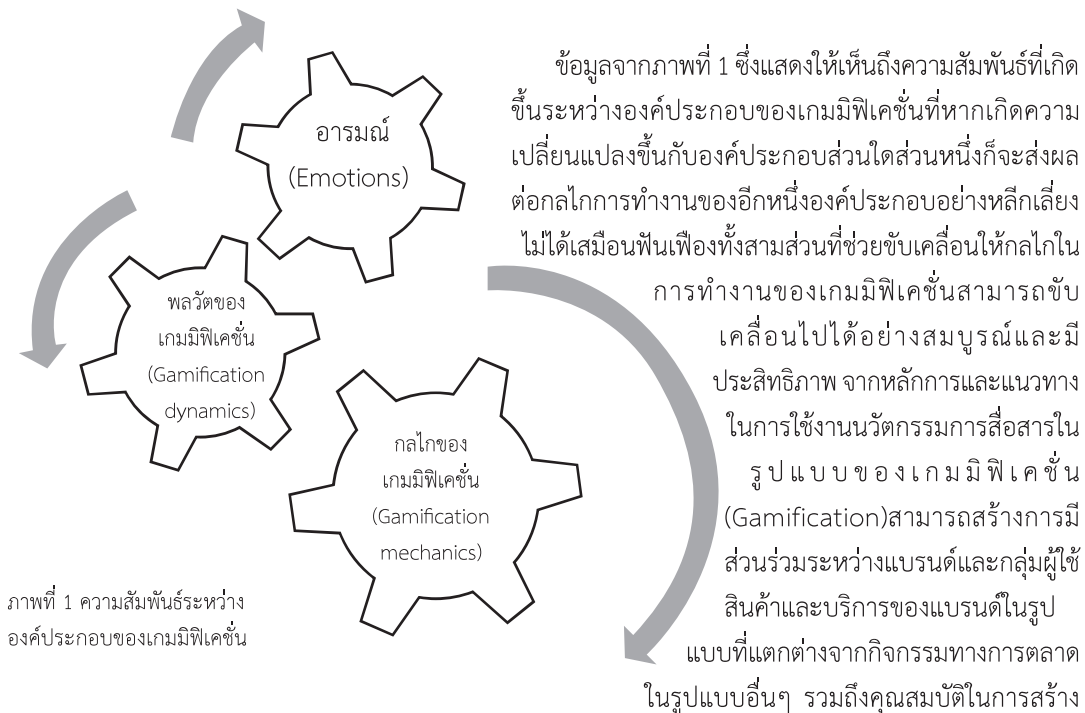 อารมณ์
(Emotions)
พลวัตของ
เกมมิฟิเคชั่น
(Gamification
dynamics)
กลไกของ
เกมมิฟิเคชั่น
(Gamification
mechanics)
ภาพที่ 1 ความสัมพันธ์ระหว่าง
องค์ประกอบของเกมมิฟิเคชั่น
ข้อมูลจากภาพที่ 1 ซึ่งแสดงให้เห็นถึงความสัมพันธ์ที่เกิด
ขึ้นระหว่างองค์ประกอบของเกมมิฟิเคชั่นที่หากเกิดความ
เปลี่ยนแปลงขึ้นกับองค์ประกอบส่วนใดส่วนหนึ่งก็จะส่งผล
ต่อกลไกการทำงานของอีกหนึ่งองค์ประกอบอย่างหลีกเลี่ยง
ไม่ได้เสมือนฟันเฟืองทั้งสามส่วนที่ช่วยขับเคลื่อนให้กลไกใน
การทำงานของเกมมิฟิเคชั่นสามารถขับ
เคลื่อนไปได้อย่างสมบูรณ์และมี
ประสิทธิภาพ จากหลักการและแนวทาง
ในการใช้งานนวัตกรรมการสื่อสารใน
รูปแบบของเกมมิฟิเคชั่น
(Gamification)สามารถสร้างการมี
ส่วนร่วมระหว่างแบรนด์และกลุ่มผู้ใช้
สินค้าและบริการของแบรนด์ในรูป
แบบที่แตกต่างจากกิจกรรมทางการตลาด
ในรูปแบบอื่นๆ รวมถึงคุณสมบัติในการสร้าง